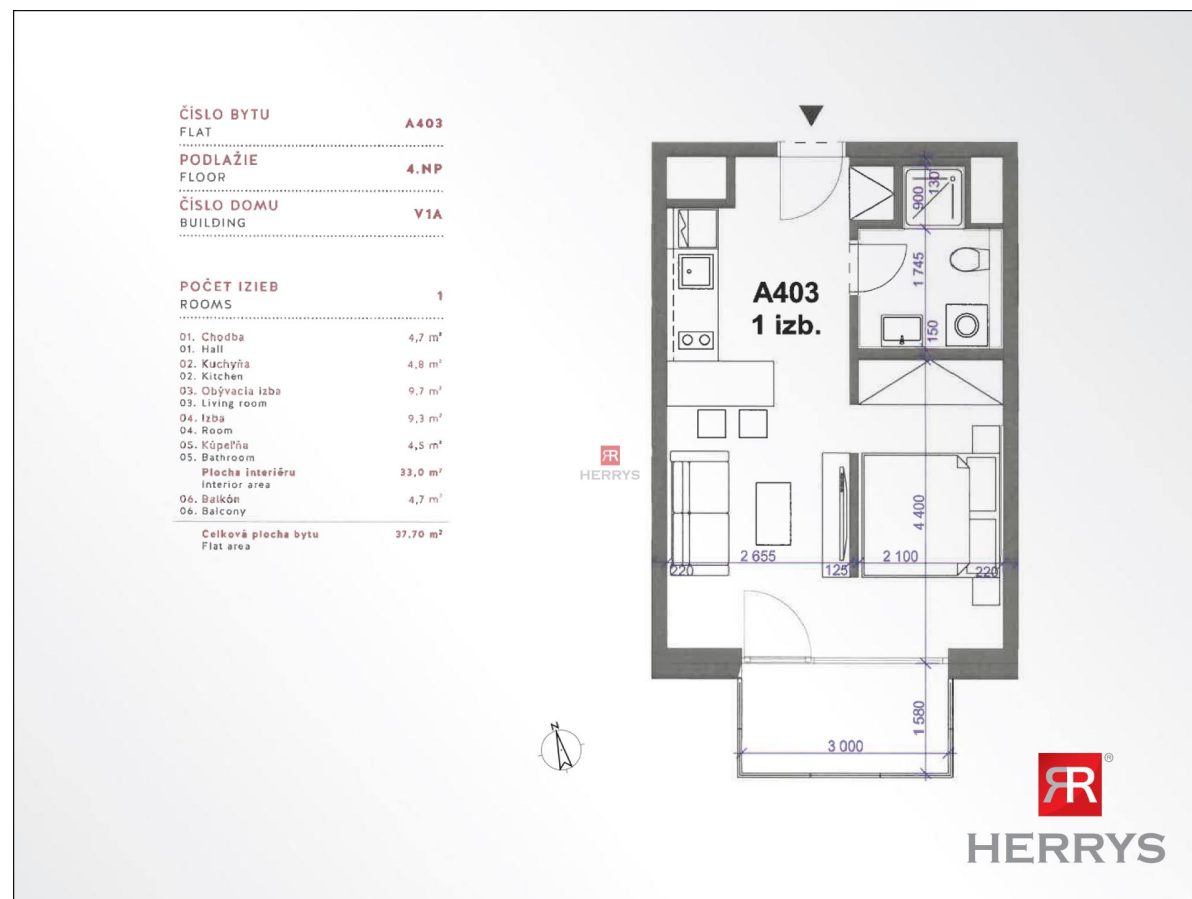 ČÍSLO BYTU
FLAT
A403
PODLAŽIE
FLOOR
4.NP
ČÍSLO DOMU
BUILDING
V1A
POČET IZIEB
ROOMS
1
01. Chodba 4,7 m²
01. Hall
02. Kuchyňa 4,8 m²
02. Kitchen
03. Obývacia izba 9,7 m²
03. Living room
04. Izba 9,3 m²
04. Room
05. Kúpeľňa 4,5 m²
05. Bathroom
Plocha interiéru 33,0 m²
Interior area
06. Balkón 4,7 m²
06. Balcony
Celková plocha bytu 37,70 m²
Flat area
A403
1 izb.
900
130
1 745
150
4 400
2 655
2 100
220
125
220
1 580
3 000
N
HERRYS
R®
HERRYS